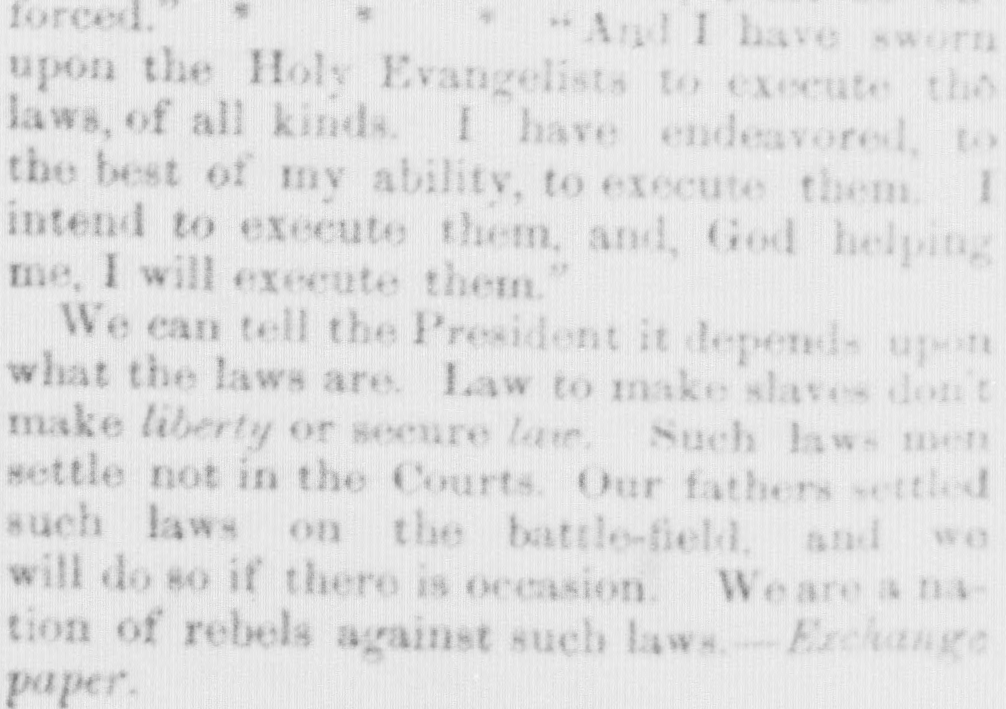 forced." * * * "And I have sworn
upon the Holy Evangelists to execute the
laws, of all kinds. I have endeavored, to
the best of my ability, to execute them. I
intend to execute them, and, God helping
me, I will execute them."
We can tell the President it depends upon
what the laws are. Law to make slaves don't
make liberty or secure law. Such laws men
settle not in the Courts. Our fathers settled
such laws on the battle-field, and we
will do so if there is occasion. We are a na-
tion of rebels against such laws.—Exchange
paper.